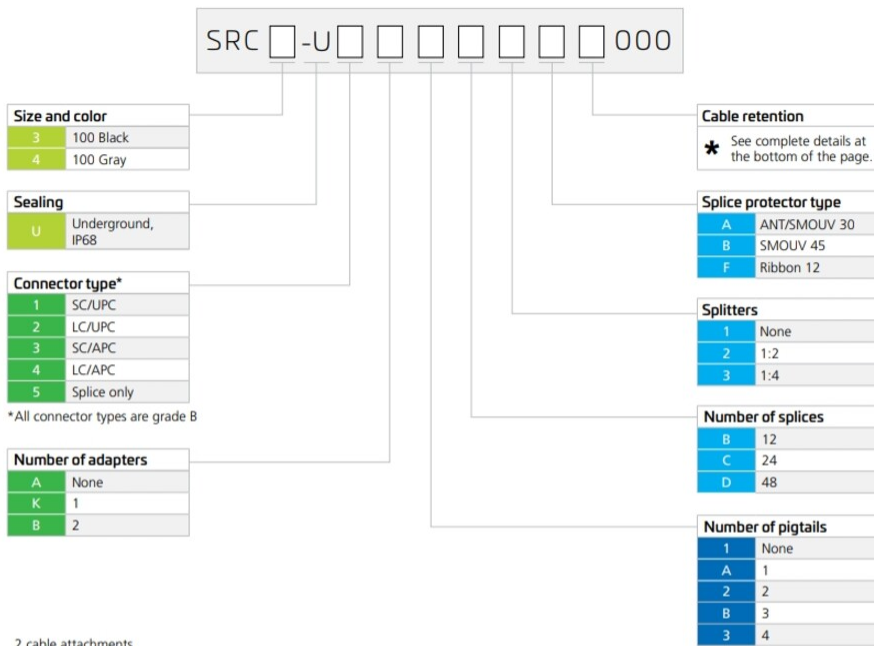 SRC -U 000
Size and color
3 100 Black
4 100 Gray
Sealing
U Underground,
IP68
Connector type*
1 SC/UPC
2 LC/UPC
3 SC/APC
4 LC/APC
5 Splice only
*All connector types are grade B
Number of adapters
A None
K 1
B 2
Cable retention
* See complete details at
the bottom of the page.
Splice protector type
A ANT/SMOUV 30
B SMOUV 45
F Ribbon 12
Splitters
1 None
2 1:2
3 1:4
Number of splices
B 12
C 24
D 48
Number of pigtails
1 None
A 1
2 2
B 3
3 4
2 cable attachments